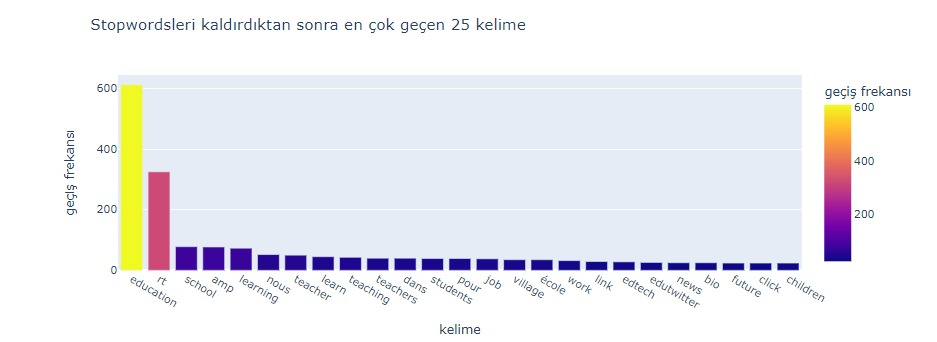 Stopwordsleri kaldırdıktan sonra en çok geçen 25 kelime
geçiş frekansı
600
400
200
0
education
rt
school
amp
learning
nous
teacher
learn
teaching
teachers
dans
students
pour
job
village
école
work
link
edtech
edutwitter
news
bio
future
click
children
kelime
geçiş frekansı
600
400
200